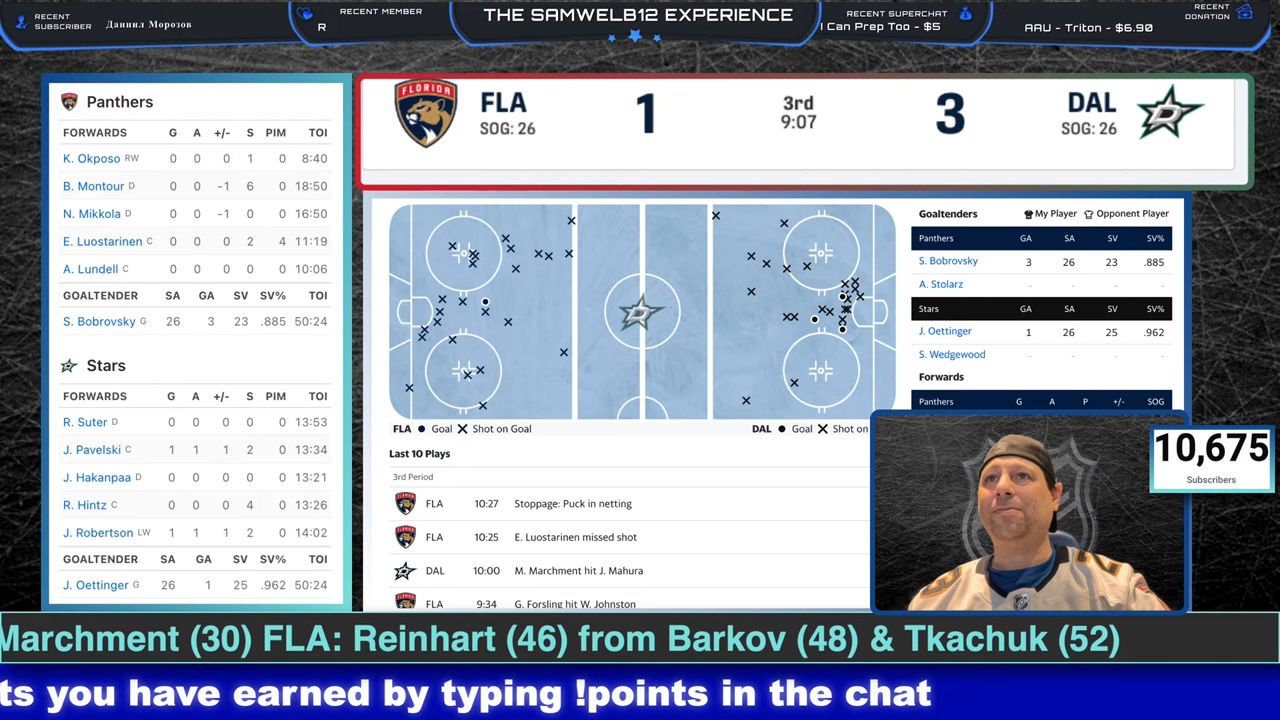 RECENT
SUBSCRIBER
Даниил Морозов
RECENT MEMBER
R
THE SAMWELB12 EXPERIENCE
RECENT SUPERCHAT
I Can Prep Too - $5
RECENT
DONATION
AAU - Triton - $6.90
Panthers
FORWARDS G A +/- S PIM TOI
K. Okposo RW 0 0 0 1 0 8:40
B. Montour D 0 0 -1 6 0 18:50
N. Mikkola D 0 0 -1 0 0 16:50
E. Luostarinen C 0 0 0 2 4 11:19
A. Lundell C 0 0 0 0 0 10:06
GOALTENDER SA GA SV SV% TOI
S. Bobrovsky G 26 3 23 .885 50:24
Stars
FORWARDS G A +/- S PIM TOI
R. Suter D 0 0 0 0 0 13:53
J. Pavelski C 1 1 1 2 0 13:34
J. Hakanpaa D 0 0 0 0 0 13:21
R. Hintz C 0 0 0 4 0 13:26
J. Robertson LW 1 1 1 2 0 14:02
GOALTENDER SA GA SV SV% TOI
J. Oettinger G 26 1 25 .962 50:24
FLORIDA
FLA
SOG: 26
1
3rd
9:07
3
DAL
SOG: 26
D
FLA Goal Shot on Goal
DAL Goal Shot on
Last 10 Plays
3rd Period
FLA 10:27 Stoppage: Puck in netting
FLA 10:25 E. Luostarinen missed shot
DAL 10:00 M. Marchment hit J. Mahura
FLA 9:34 G. Forsling hit W. Johnston
Goaltenders My Player Opponent Player
Panthers GA SA SV SV%
S. Bobrovsky 3 26 23 .885
A. Stolarz - - - -
Stars GA SA SV SV%
J. Oettinger 1 26 25 .962
S. Wedgewood - - - -
Forwards
Panthers G A P +/- SOG
10,675
Subscribers
Marchment (30) FLA: Reinhart (46) from Barkov (48) & Tkachuk (52)
ts you have earned by typing !points in the chat